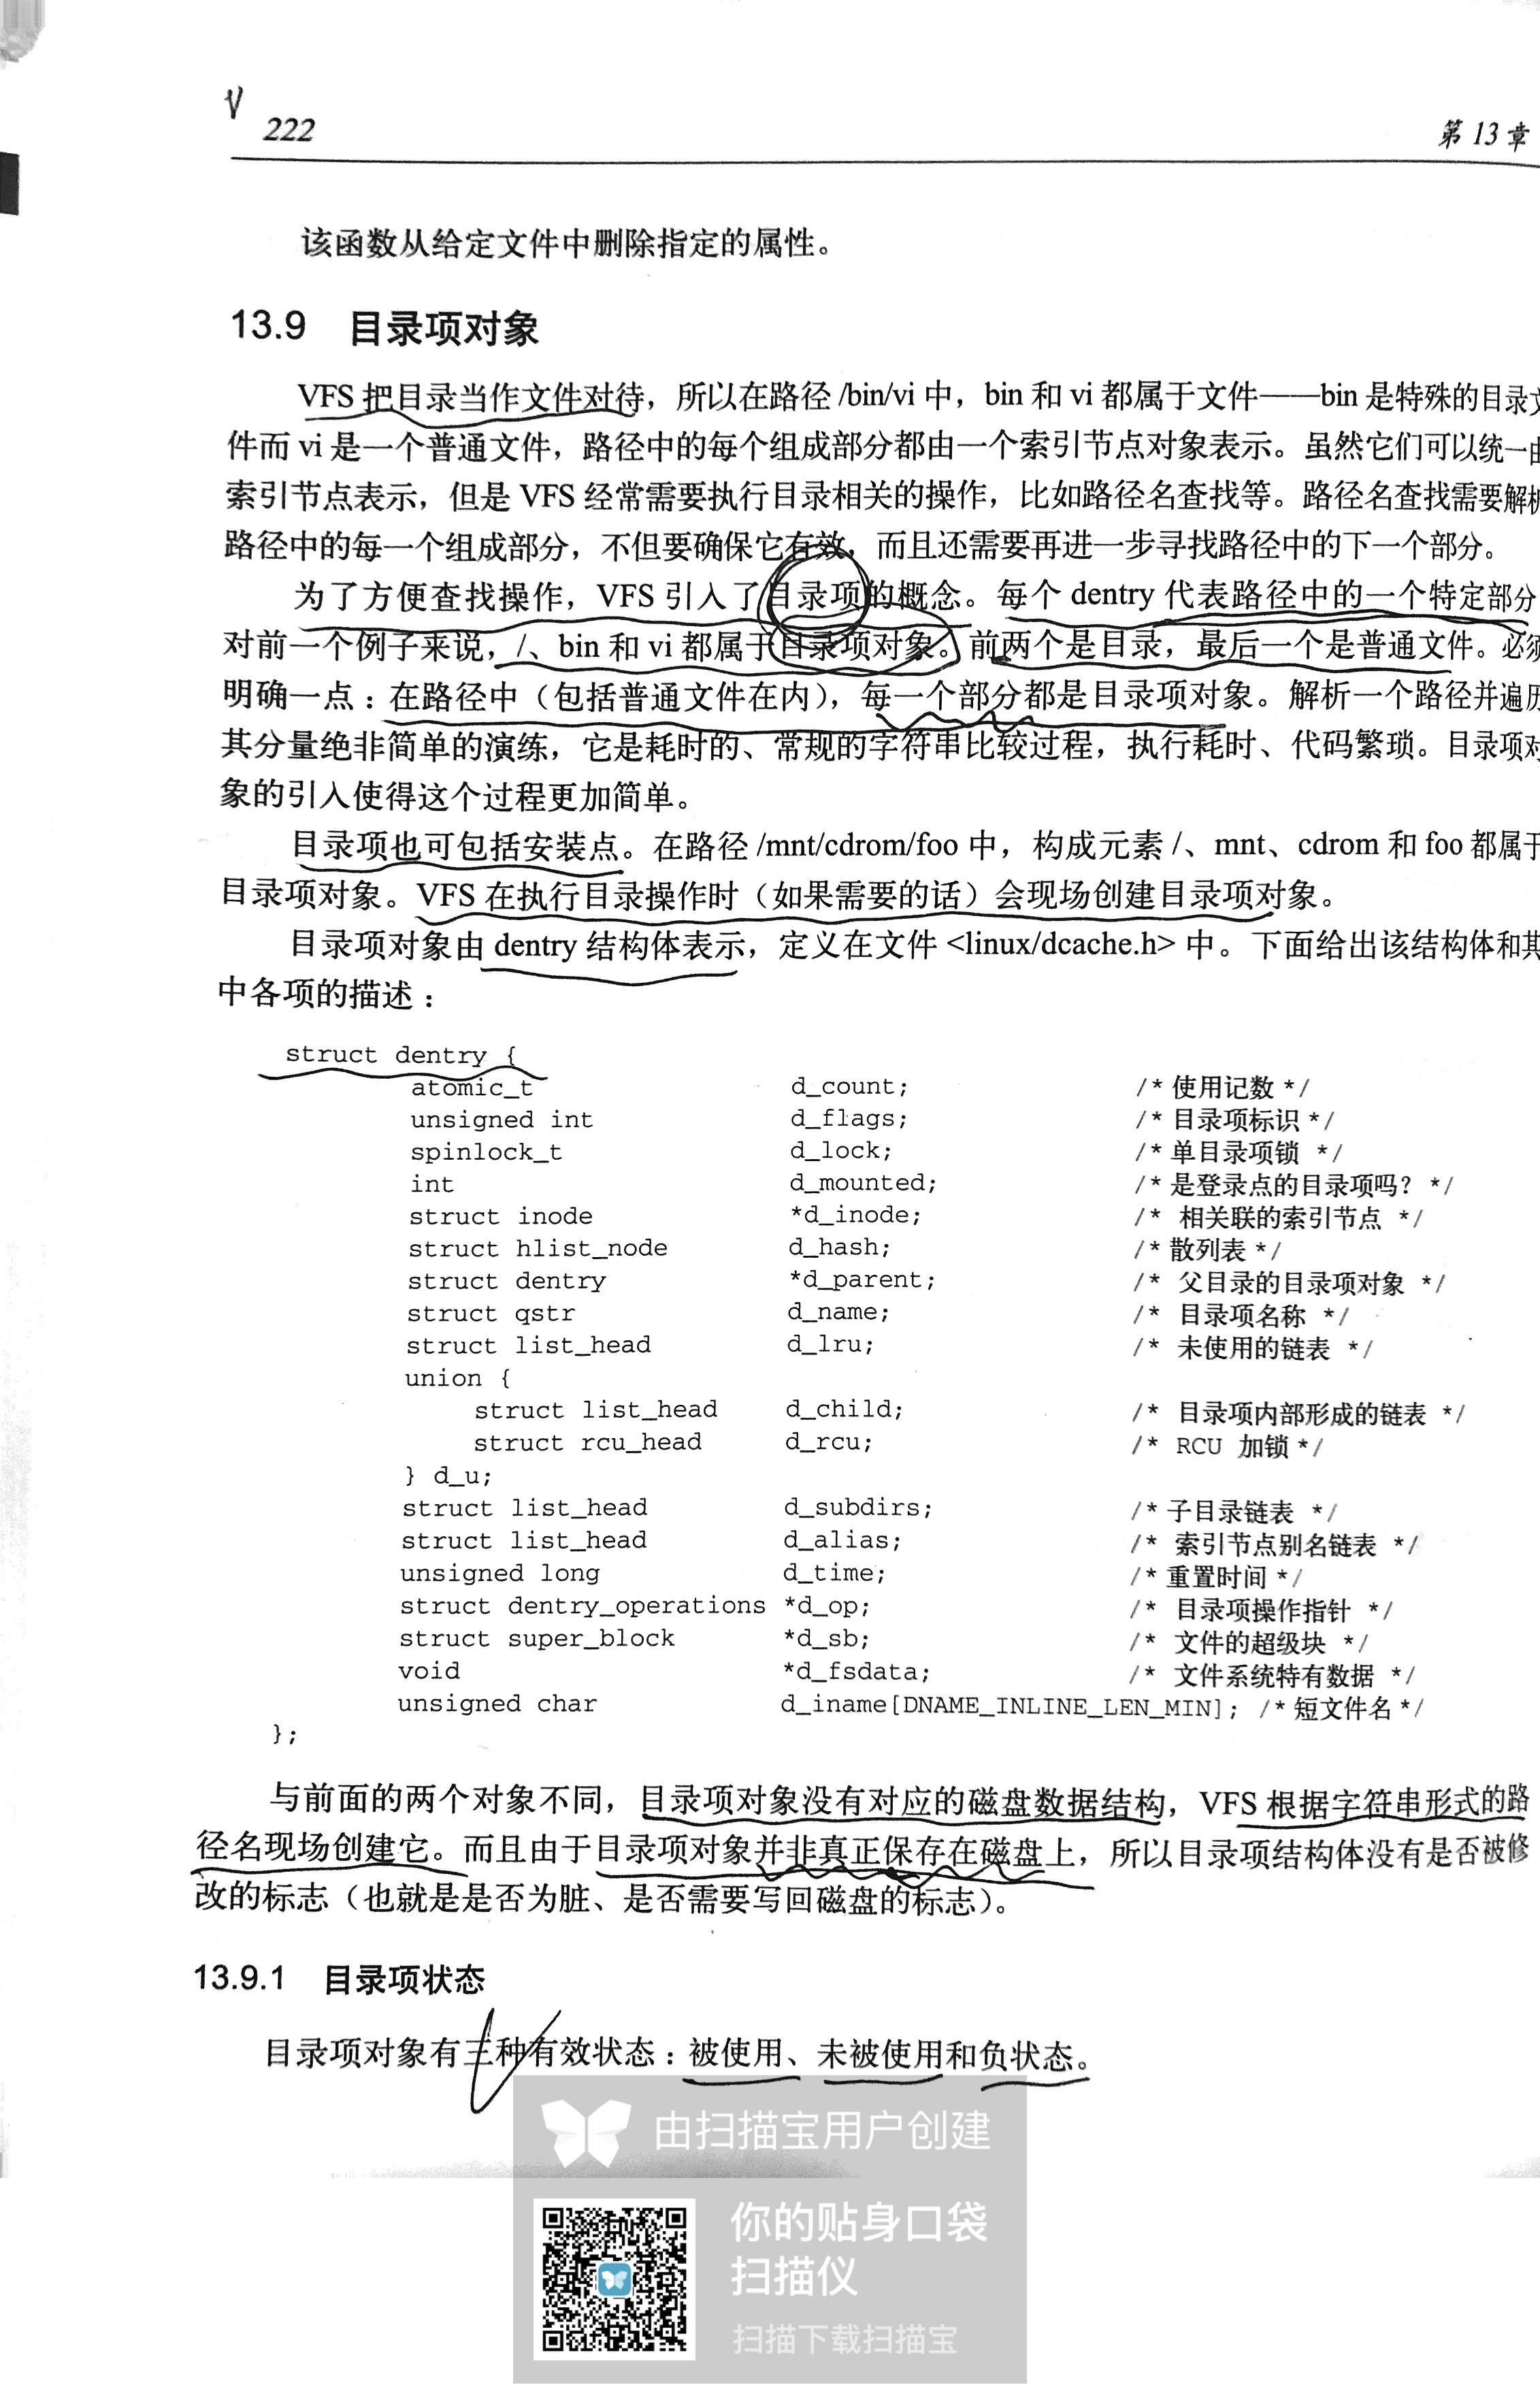 222
第 13 章
该函数从给定文件中删除指定的属性。
13.9 目录项对象
VFS 把目录当作文件对待，所以在路径 /bin/vi 中，bin 和 vi 都属于文件——bin 是特殊的目录文
件而 vi 是一个普通文件，路径中的每个组成部分都由一个索引节点对象表示。虽然它们可以统一由
索引节点表示，但是 VFS 经常需要执行目录相关的操作，比如路径名查找等。路径名查找需要解析
路径中的每一个组成部分，不但要确保它有效，而且还需要再进一步寻找路径中的下一个部分。
为了方便查找操作，VFS 引入了目录项的概念。每个 dentry 代表路径中的一个特定部分
对前一个例子来说，/、bin 和 vi 都属于目录项对象。前两个是目录，最后一个是普通文件。必须
明确一点：在路径中（包括普通文件在内），每一个部分都是目录项对象。解析一个路径并遍历
其分量绝非简单的演练，它是耗时的、常规的字符串比较过程，执行耗时、代码繁琐。目录项对
象的引入使得这个过程更加简单。
目录项也可包括安装点。在路径 /mnt/cdrom/foo 中，构成元素 /、mnt、cdrom 和 foo 都属于
目录项对象。VFS 在执行目录操作时（如果需要的话）会现场创建目录项对象。
目录项对象由 dentry 结构体表示，定义在文件 <linux/dcache.h> 中。下面给出该结构体和其
中各项的描述：
struct dentry {
atomic_t d_count; /* 使用记数 */
unsigned int d_flags; /* 目录项标识 */
spinlock_t d_lock; /* 单目录项锁 */
int d_mounted; /* 是登录点的目录项吗？ */
struct inode *d_inode; /* 相关联的索引节点 */
struct hlist_node d_hash; /* 散列表 */
struct dentry *d_parent; /* 父目录的目录项对象 */
struct qstr d_name; /* 目录项名称 */
struct list_head d_lru; /* 未使用的链表 */
union {
struct list_head d_child; /* 目录项内部形成的链表 */
struct rcu_head d_rcu; /* RCU 加锁 */
} d_u;
struct list_head d_subdirs; /* 子目录链表 */
struct list_head d_alias; /* 索引节点别名链表 */
unsigned long d_time; /* 重置时间 */
struct dentry_operations *d_op; /* 目录项操作指针 */
struct super_block *d_sb; /* 文件的超级块 */
void *d_fsdata; /* 文件系统特有数据 */
unsigned char d_iname[DNAME_INLINE_LEN_MIN]; /* 短文件名 */
};
与前面的两个对象不同，目录项对象没有对应的磁盘数据结构，VFS 根据字符串形式的路
径名现场创建它。而且由于目录项对象并非真正保存在磁盘上，所以目录项结构体没有是否被修
改的标志（也就是是否为脏、是否需要写回磁盘的标志）。
13.9.1 目录项状态
目录项对象有三种有效状态：被使用、未被使用和负状态。
由扫描宝用户创建
你的贴身口袋
扫描仪
扫描下载扫描宝